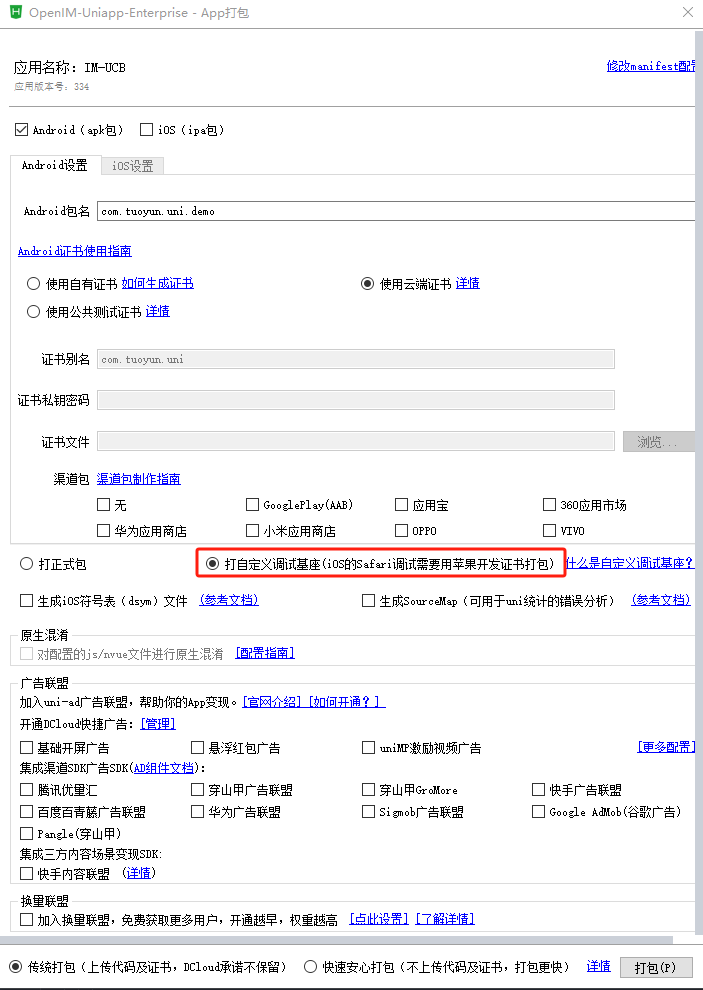 OpenIM-Uniapp-Enterprise - App打包
应用名称：IM-UCB
修改manifest配置
应用版本号：334
Android（apk包） iOS（ipa包）
Android设置 iOS设置
Android包名 com.tuoyun.uni.demo
Android证书使用指南
使用自有证书 如何生成证书 使用云端证书 详情
使用公共测试证书 详情
证书别名 com.tuoyun.uni
证书私钥密码
证书文件 浏览...
渠道包 渠道包制作指南
无 GooglePlay(AAB) 应用宝 360应用市场
华为应用商店 小米应用商店 OPPO VIVO
打正式包 打自定义调试基座(iOS的Safari调试需要用苹果开发证书打包) 什么是自定义调试基座?
生成iOS符号表（dsym）文件 (参考文档) 生成SourceMap（可用于uni统计的错误分析） (参考文档)
原生混淆
对配置的js/nvue文件进行原生混淆 [配置指南]
广告联盟
加入uni-ad广告联盟，帮助你的App变现。[官网介绍] [如何开通？]
开通DCloud快捷广告：[管理]
基础开屏广告 悬浮红包广告 uniMP激励视频广告 [更多配置]
集成渠道SDK广告SDK(AD组件文档)：
腾讯优量汇 穿山甲广告联盟 穿山甲GroMore 快手广告联盟
百度百青藤广告联盟 华为广告联盟 Sigmob广告联盟 Google AdMob(谷歌广告)
Pangle(穿山甲)
集成三方内容场景变现SDK:
快手内容联盟 （详情）
换量联盟
加入换量联盟，免费获取更多用户，开通越早，权重越高 [点此设置] [了解详情]
传统打包（上传代码及证书，DCloud承诺不保留） 快速安心打包（不上传代码及证书，打包更快） 详情 打包(P)